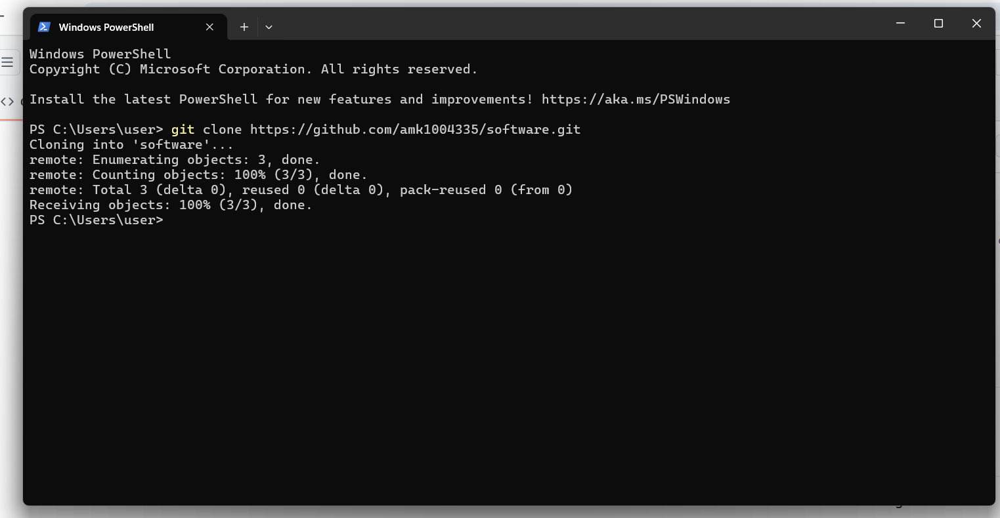 Windows PowerShell
Windows PowerShell
Copyright (C) Microsoft Corporation. All rights reserved.
Install the latest PowerShell for new features and improvements! https://aka.ms/PSWindows
PS C:\Users\user> git clone https://github.com/amk1004335/software.git
Cloning into 'software'...
remote: Enumerating objects: 3, done.
remote: Counting objects: 100% (3/3), done.
remote: Total 3 (delta 0), reused 0 (delta 0), pack-reused 0 (from 0)
Receiving objects: 100% (3/3), done.
PS C:\Users\user>